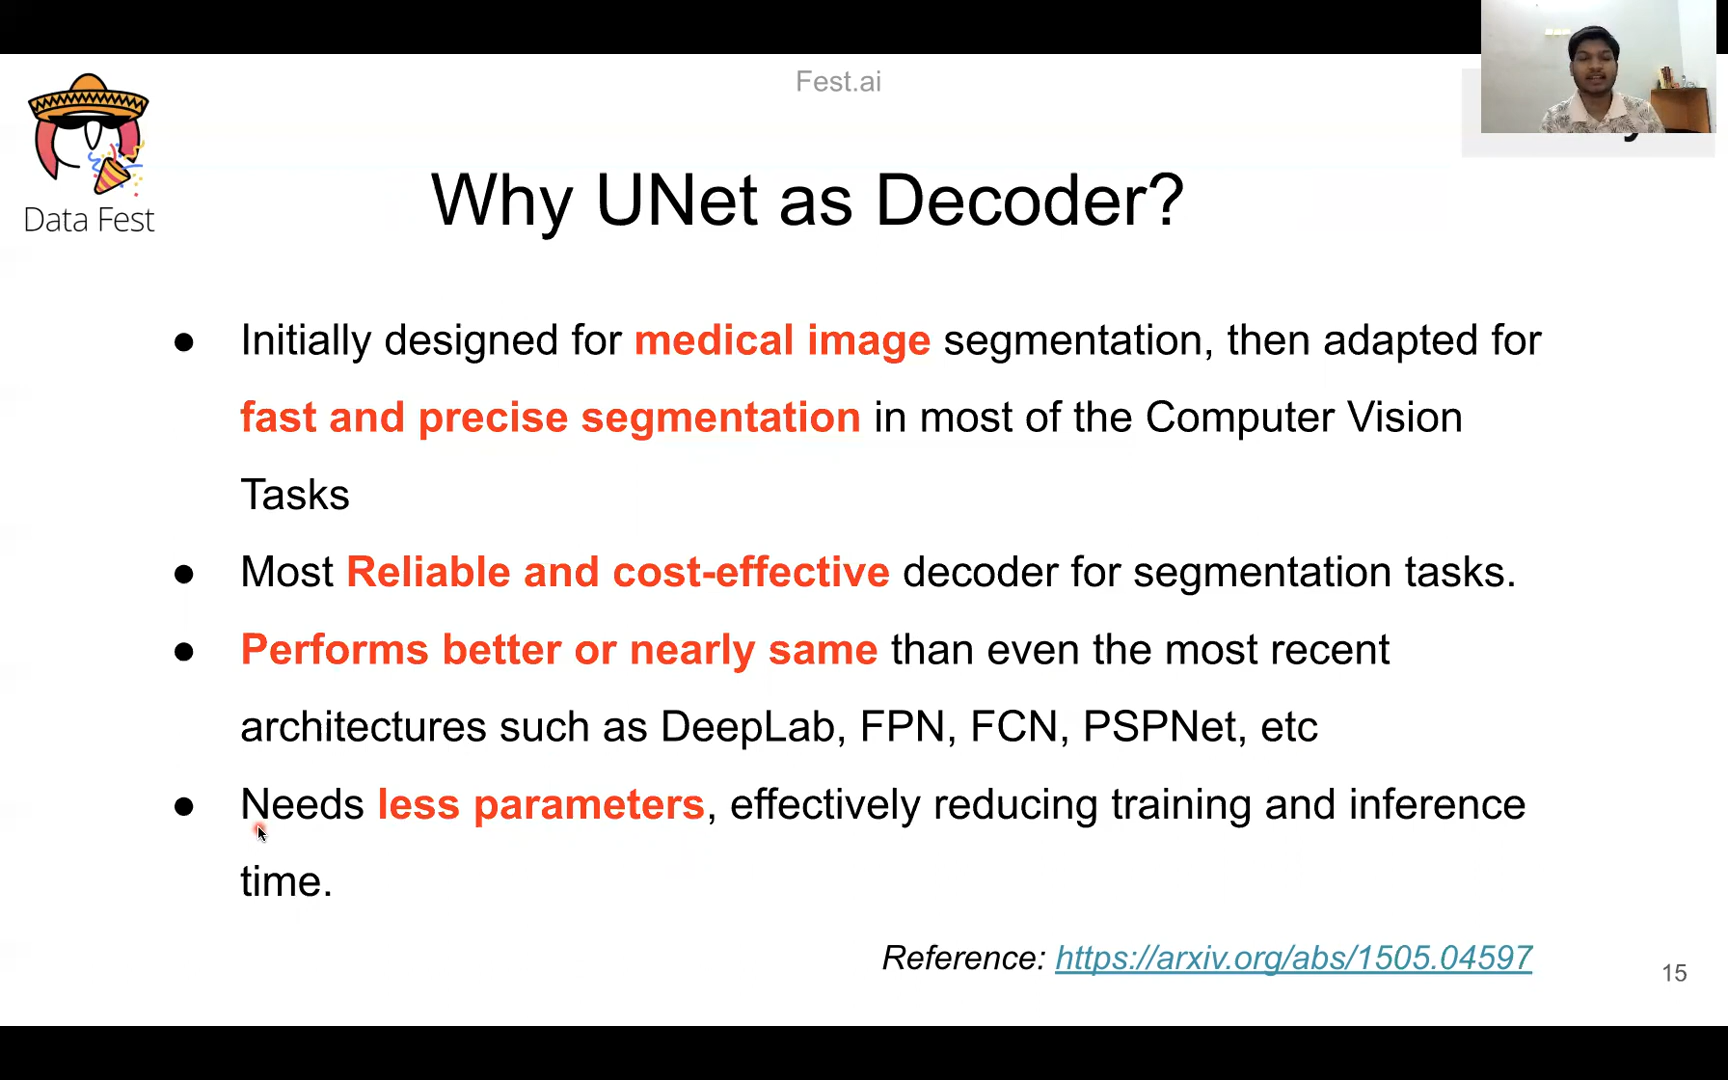 Fest.ai
Data Fest
Why UNet as Decoder?
● Initially designed for medical image segmentation, then adapted for
fast and precise segmentation in most of the Computer Vision
Tasks
● Most Reliable and cost-effective decoder for segmentation tasks.
● Performs better or nearly same than even the most recent
architectures such as DeepLab, FPN, FCN, PSPNet, etc
● Needs less parameters, effectively reducing training and inference
time.
Reference: https://arxiv.org/abs/1505.04597
15